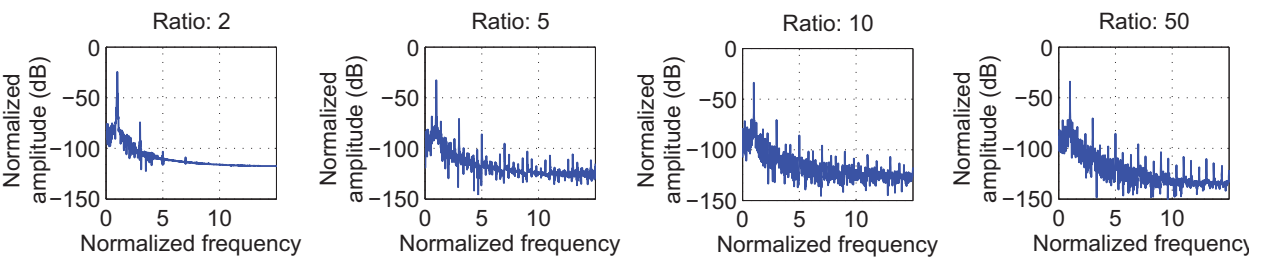 Ratio: 2
Normalized
amplitude (dB)
0
−50
−100
−150
0 5 10
Normalized frequency
Ratio: 5
Normalized
amplitude (dB)
0
−50
−100
−150
0 5 10
Normalized frequency
Ratio: 10
Normalized
amplitude (dB)
0
−50
−100
−150
0 5 10
Normalized frequency
Ratio: 50
Normalized
amplitude (dB)
0
−50
−100
−150
0 5 10
Normalized frequency